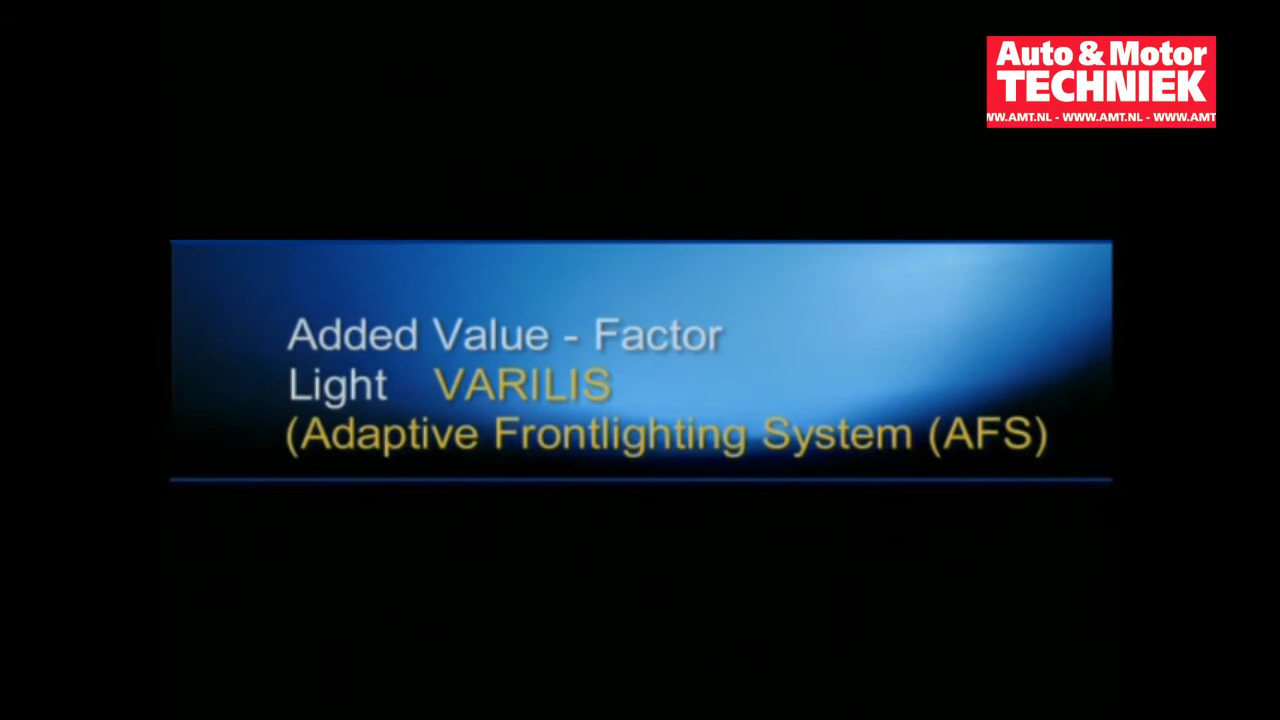 Auto & Motor
TECHNIEK
WW.AMT.NL - WWW.AMT.NL - WWW.AMT
Added Value - Factor
Light VARILIS
(Adaptive Frontlighting System (AFS)